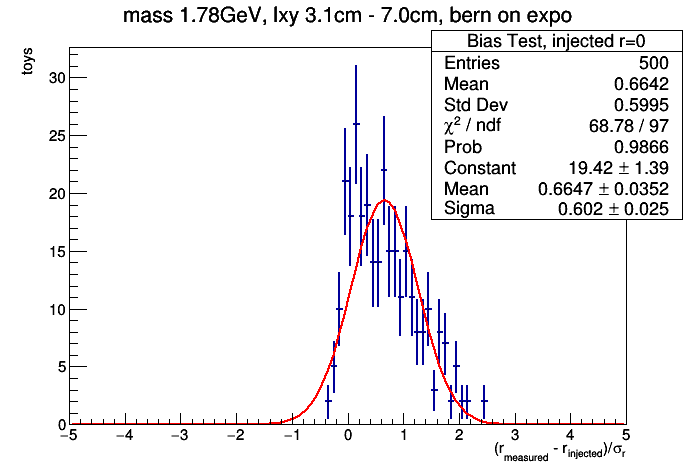 mass 1.78GeV, lxy 3.1cm - 7.0cm, bern on expo
Bias Test, injected r=0
Entries 500
Mean 0.6642
Std Dev 0.5995
χ² / ndf 68.78 / 97
Prob 0.9866
Constant 19.42 ± 1.39
Mean 0.6647 ± 0.0352
Sigma 0.602 ± 0.025
toys
30
25
20
15
10
5
0
−5 −4 −3 −2 −1 0 1 2 3 4 5
(r_measured - r_injected)/σ_r